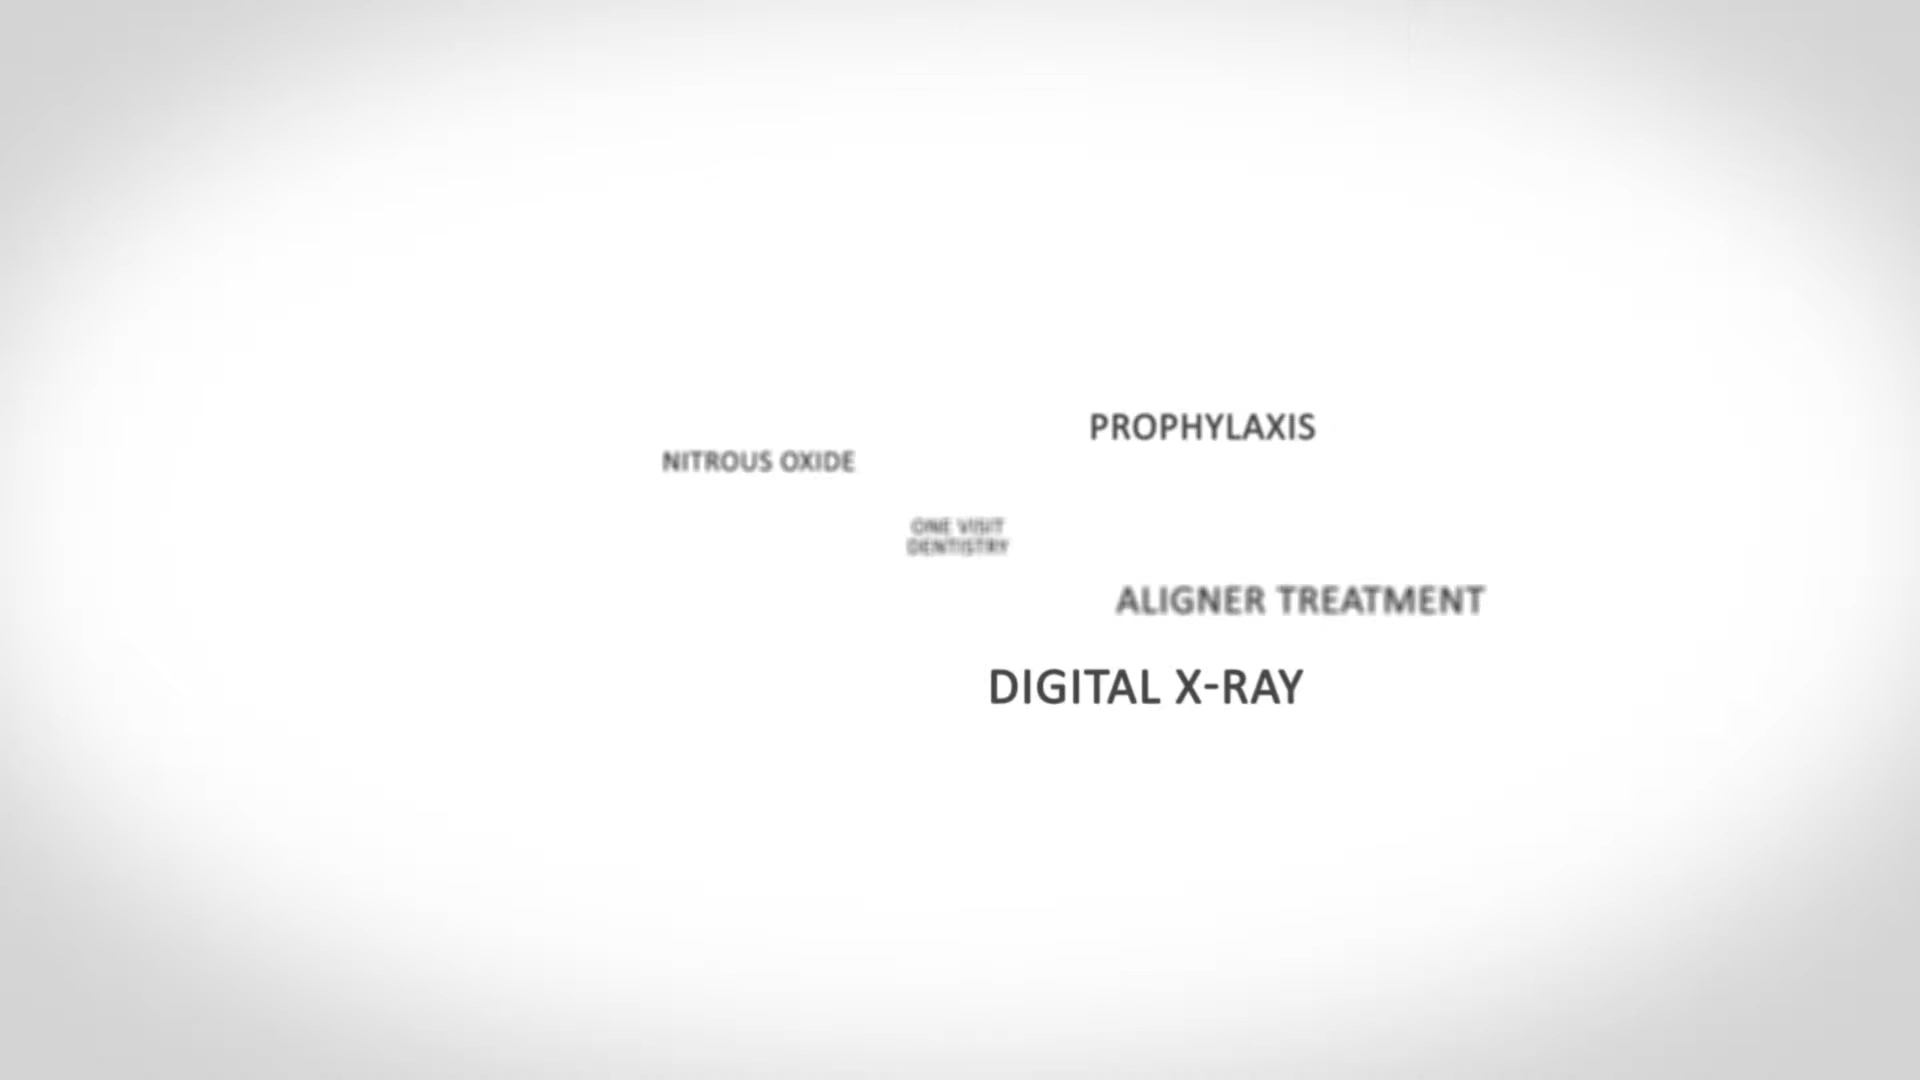 PROPHYLAXIS
NITROUS OXIDE
ONE VISIT
DENTISTRY
ALIGNER TREATMENT
DIGITAL X-RAY